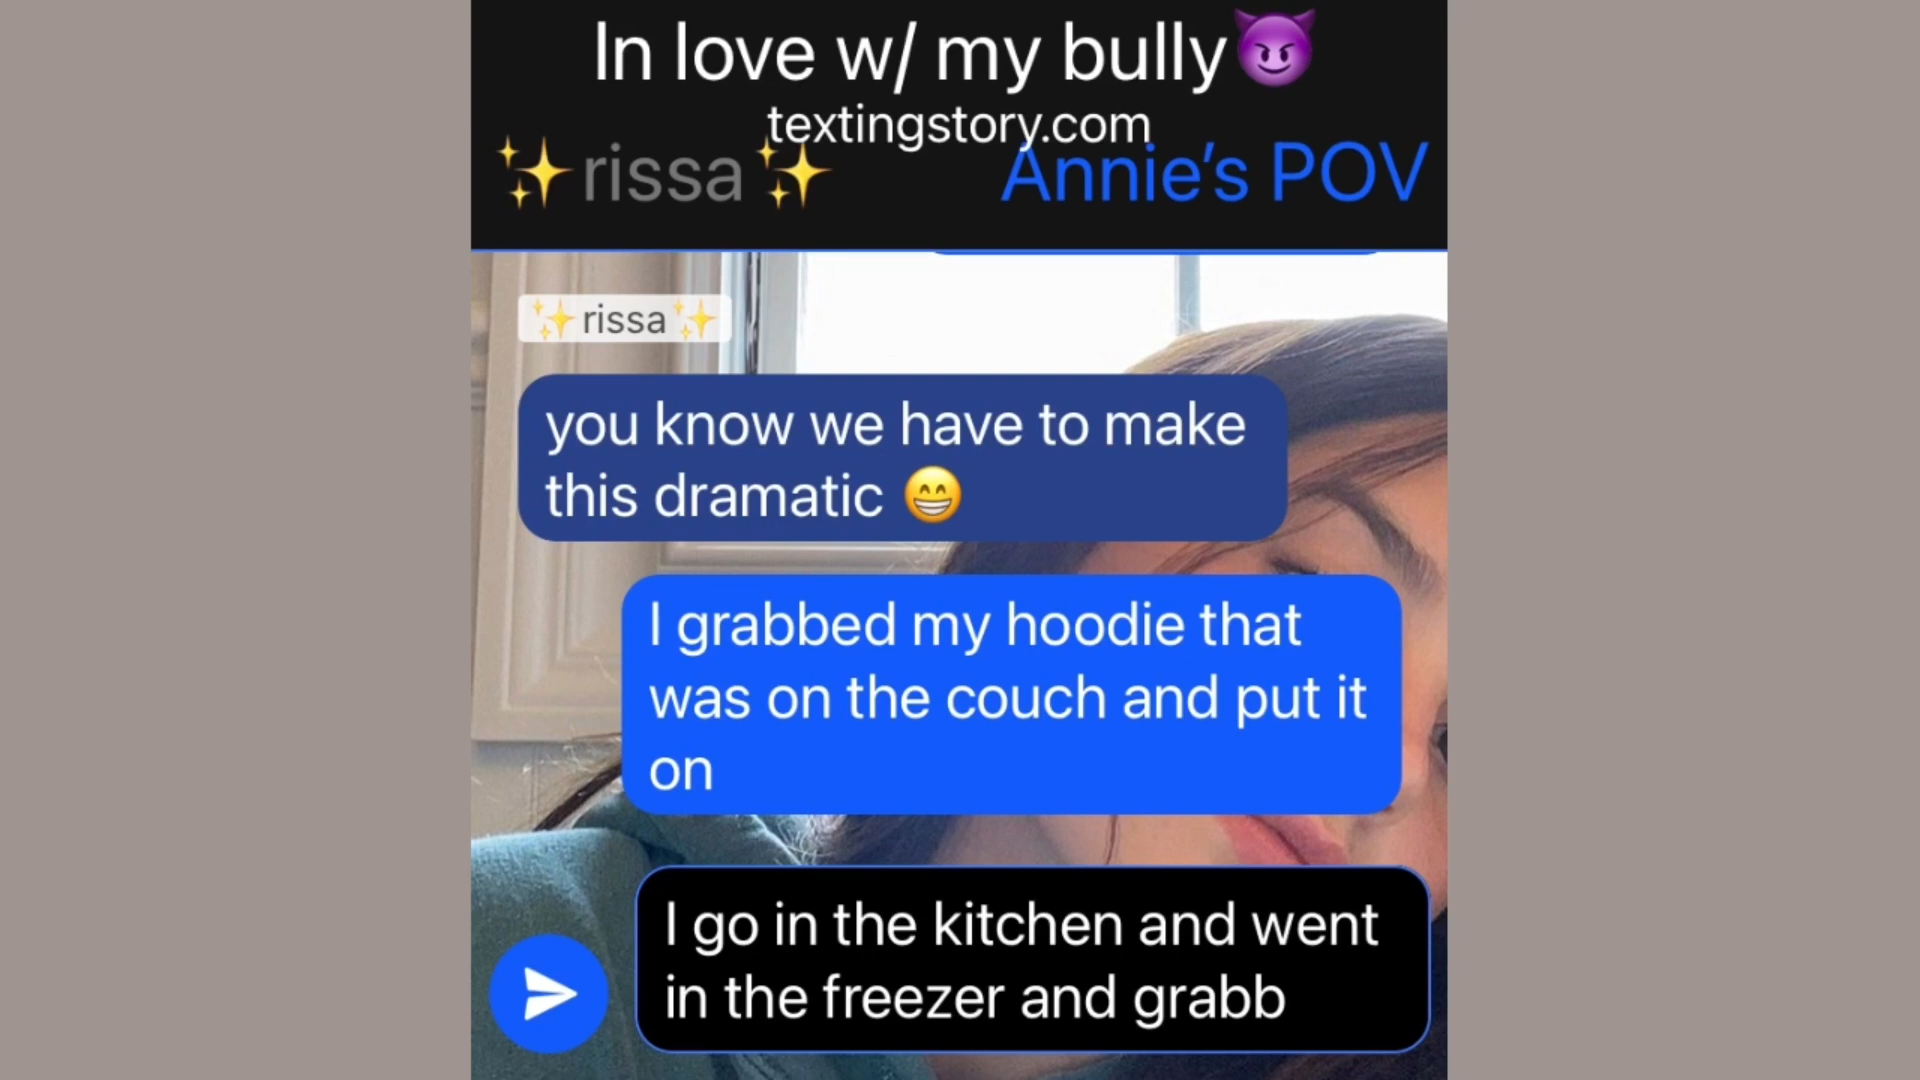 In love w/ my bully😈
textingstory.com
✨rissa✨ Annie's POV
✨rissa✨
you know we have to make
this dramatic 😁
I grabbed my hoodie that
was on the couch and put it
on
I go in the kitchen and went
in the freezer and grabb